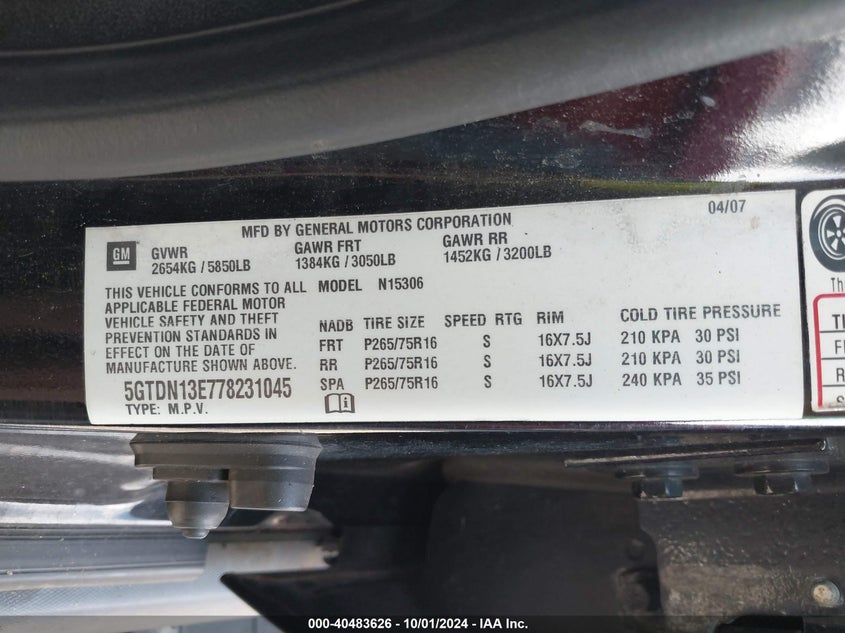 04/07
MFD BY GENERAL MOTORS CORPORATION
GM
GVWR GAWR FRT GAWR RR
2654KG / 5850LB 1384KG / 3050LB 1452KG / 3200LB
THIS VEHICLE CONFORMS TO ALL
APPLICABLE FEDERAL MOTOR
VEHICLE SAFETY AND THEFT
PREVENTION STANDARDS IN
EFFECT ON THE DATE OF
MANUFACTURE SHOWN ABOVE.
5GTDN13E778231045
TYPE: M.P.V.
MODEL N15306
NADB TIRE SIZE SPEED RTG RIM COLD TIRE PRESSURE
FRT P265/75R16 S 16X7.5J 210 KPA 30 PSI
RR P265/75R16 S 16X7.5J 210 KPA 30 PSI
SPA P265/75R16 S 16X7.5J 240 KPA 35 PSI
000-40483626 - 10/01/2024 - IAA Inc.